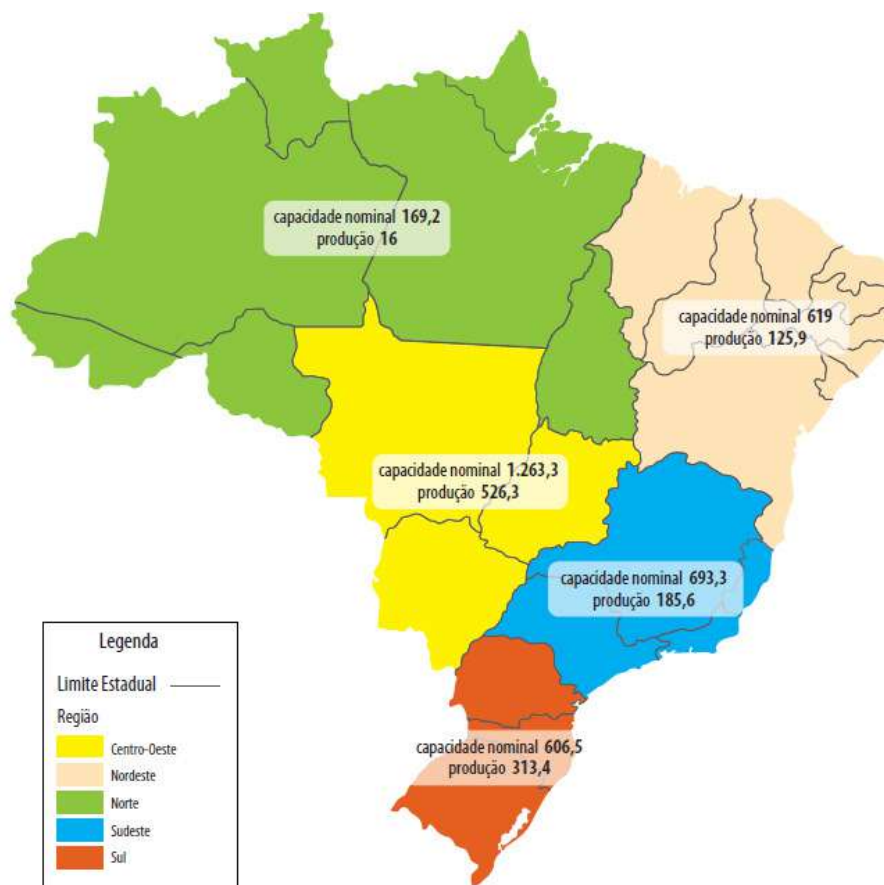 capacidade nominal 169,2
produção 16
capacidade nominal 619
produção 125,9
capacidade nominal 1.263,3
produção 526,3
capacidade nominal 693,3
produção 185,6
capacidade nominal 606,5
produção 313,4
Legenda
Limite Estadual
Região
Centro-Oeste
Nordeste
Norte
Sudeste
Sul